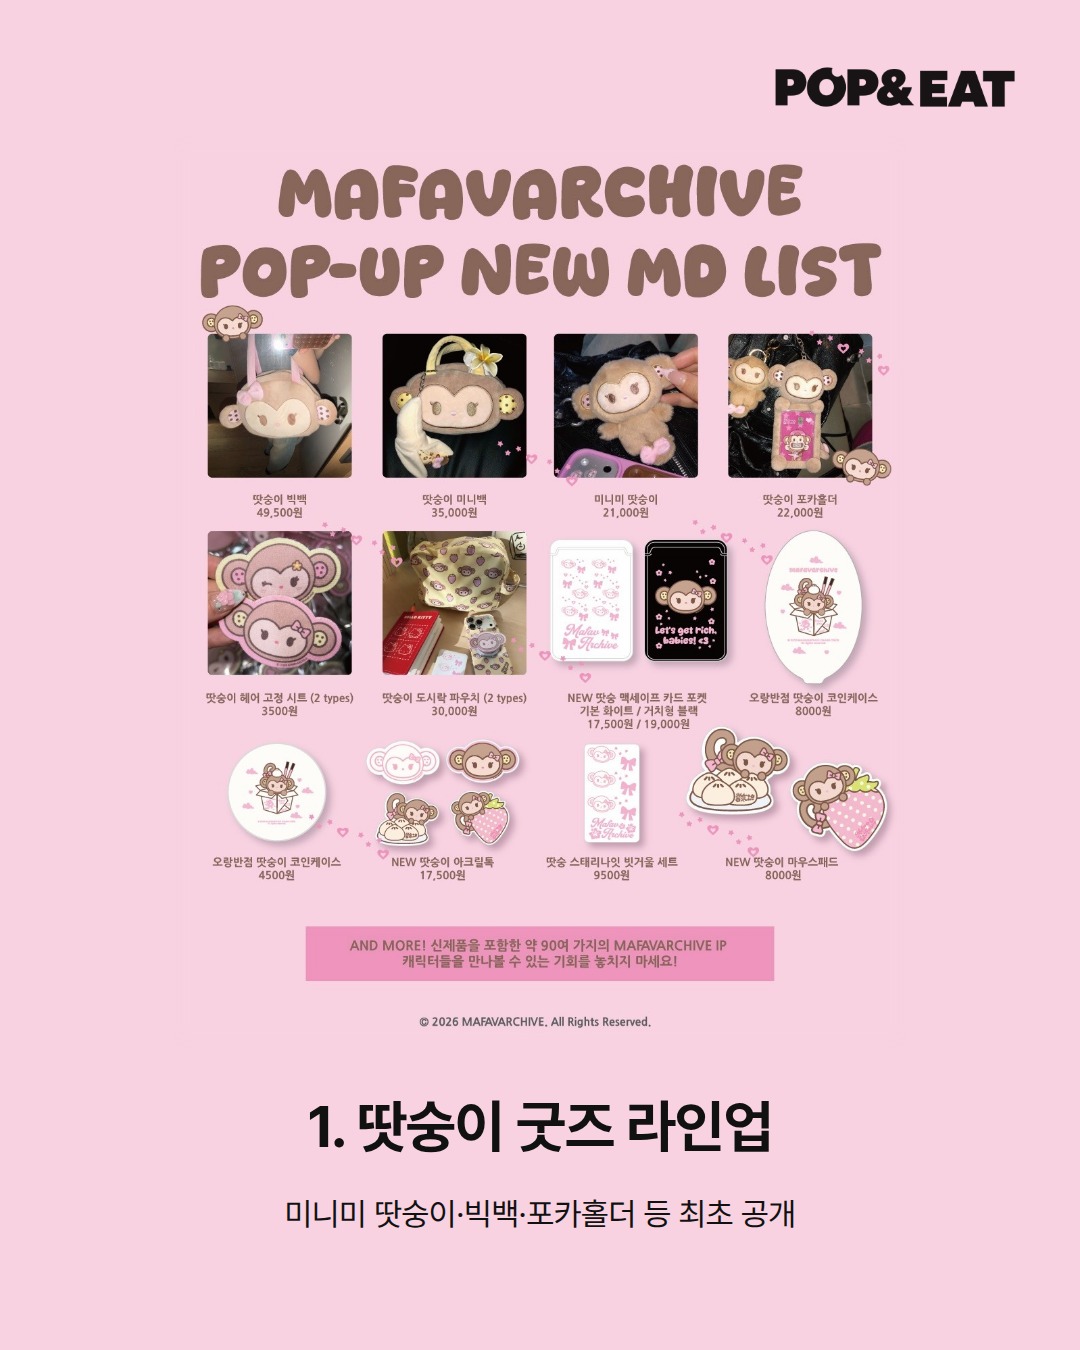 POP& EAT
MAFAVARCHIVE
POP-UP NEW MD LIST
땃숭이 빅백
49,500원
땃숭이 미니백
35,000원
미니미 땃숭이
21,000원
땃숭이 포카홀더
22,000원
mafavarchive
Mafav
Archive
Let's get rich,
babies! <3
땃숭이 헤어 고정 시트 (2 types)
3500원
땃숭이 도시락 파우치 (2 types)
30,000원
NEW 땃숭 맥세이프 카드 포켓
기본 화이트 / 거치형 블랙
17,500원 / 19,000원
오랑반점 땃숭이 코인케이스
8000원
Mafav
Archive
오랑반점 땃숭이 코인케이스
4500원
NEW 땃숭이 아크릴톡
17,500원
땃숭 스태리나잇 빗거울 세트
9500원
NEW 땃숭이 마우스패드
8000원
AND MORE! 신제품을 포함한 약 90여 가지의 MAFAVARCHIVE IP
캐릭터들을 만나볼 수 있는 기회를 놓치지 마세요!
© 2026 MAFAVARCHIVE. All Rights Reserved.
1. 땃숭이 굿즈 라인업
미니미 땃숭이·빅백·포카홀더 등 최초 공개